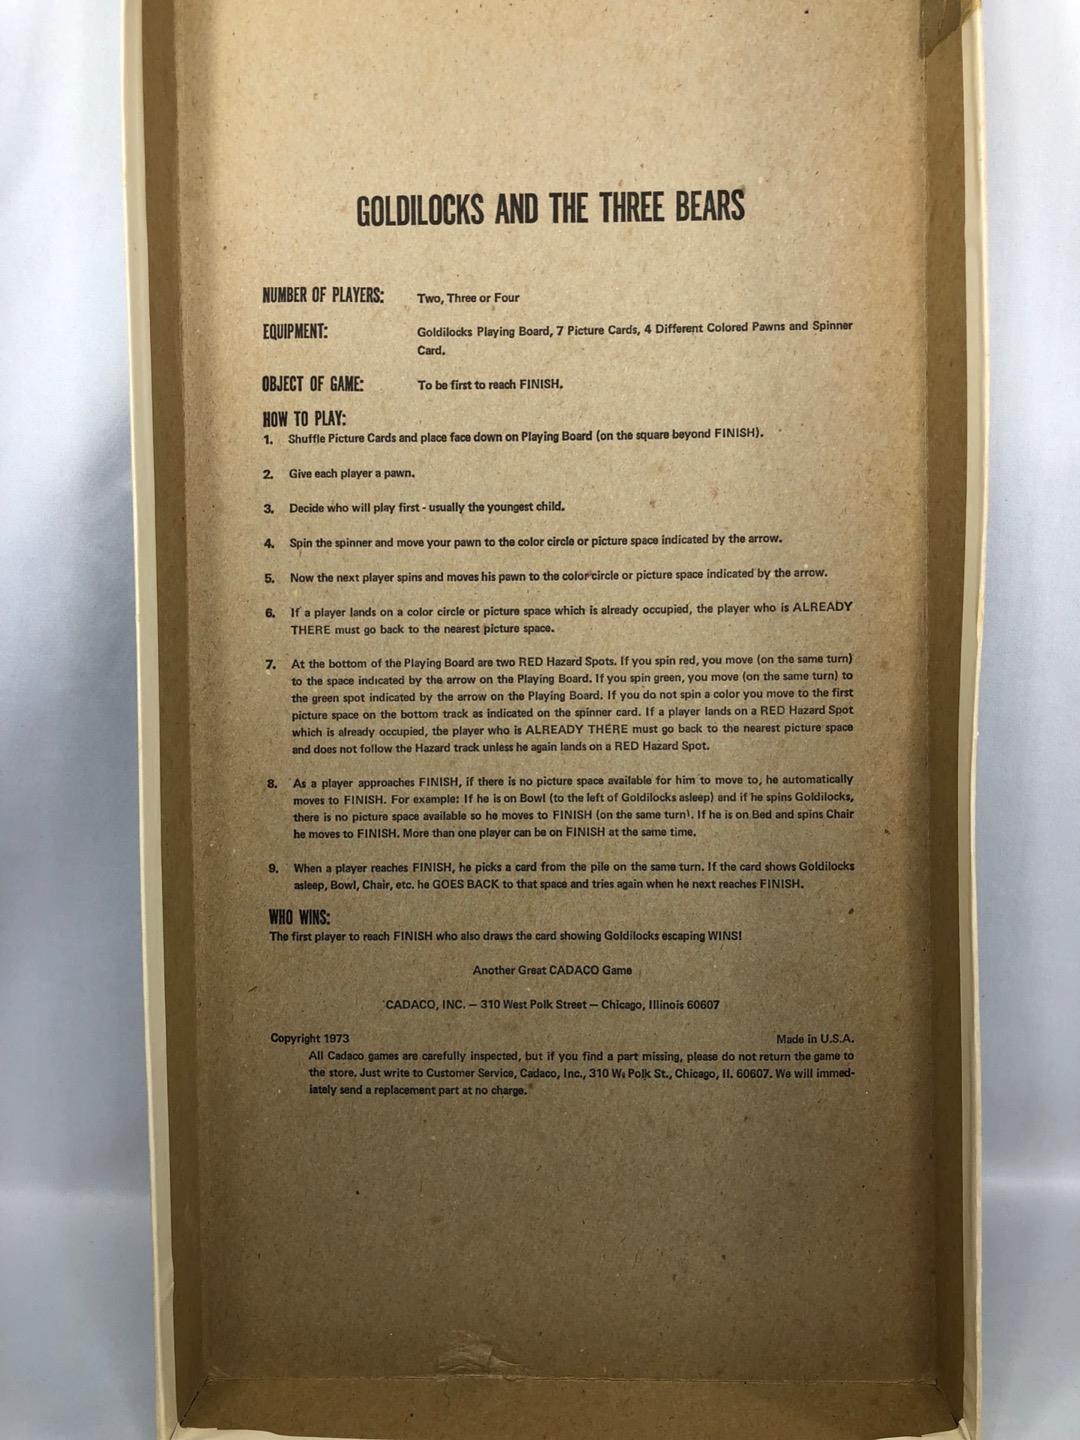 GOLDILOCKS AND THE THREE BEARS
NUMBER OF PLAYERS: Two, Three or Four
EQUIPMENT: Goldilocks Playing Board, 7 Picture Cards, 4 Different Colored Pawns and Spinner
Card.
OBJECT OF GAME: To be first to reach FINISH.
HOW TO PLAY:
1. Shuffle Picture Cards and place face down on Playing Board (on the square beyond FINISH).
2. Give each player a pawn.
3. Decide who will play first - usually the youngest child.
4. Spin the spinner and move your pawn to the color circle or picture space indicated by the arrow.
5. Now the next player spins and moves his pawn to the color circle or picture space indicated by the arrow.
6. If a player lands on a color circle or picture space which is already occupied, the player who is ALREADY
THERE must go back to the nearest picture space.
7. At the bottom of the Playing Board are two RED Hazard Spots. If you spin red, you move (on the same turn)
to the space indicated by the arrow on the Playing Board. If you spin green, you move (on the same turn) to
the green spot indicated by the arrow on the Playing Board. If you do not spin a color you move to the first
picture space on the bottom track as indicated on the spinner card. If a player lands on a RED Hazard Spot
which is already occupied, the player who is ALREADY THERE must go back to the nearest picture space
and does not follow the Hazard track unless he again lands on a RED Hazard Spot.
8. As a player approaches FINISH, if there is no picture space available for him to move to, he automatically
moves to FINISH. For example: If he is on Bowl (to the left of Goldilocks asleep) and if he spins Goldilocks,
there is no picture space available so he moves to FINISH (on the same turn). If he is on Bed and spins Chair
he moves to FINISH. More than one player can be on FINISH at the same time.
9. When a player reaches FINISH, he picks a card from the pile on the same turn. If the card shows Goldilocks
asleep, Bowl, Chair, etc. he GOES BACK to that space and tries again when he next reaches FINISH.
WHO WINS:
The first player to reach FINISH who also draws the card showing Goldilocks escaping WINS!
Another Great CADACO Game
CADACO, INC. — 310 West Polk Street — Chicago, Illinois 60607
Copyright 1973 Made in U.S.A.
All Cadaco games are carefully inspected, but if you find a part missing, please do not return the game to
the store. Just write to Customer Service, Cadaco, Inc., 310 W. Polk St., Chicago, Il. 60607. We will immed-
iately send a replacement part at no charge.